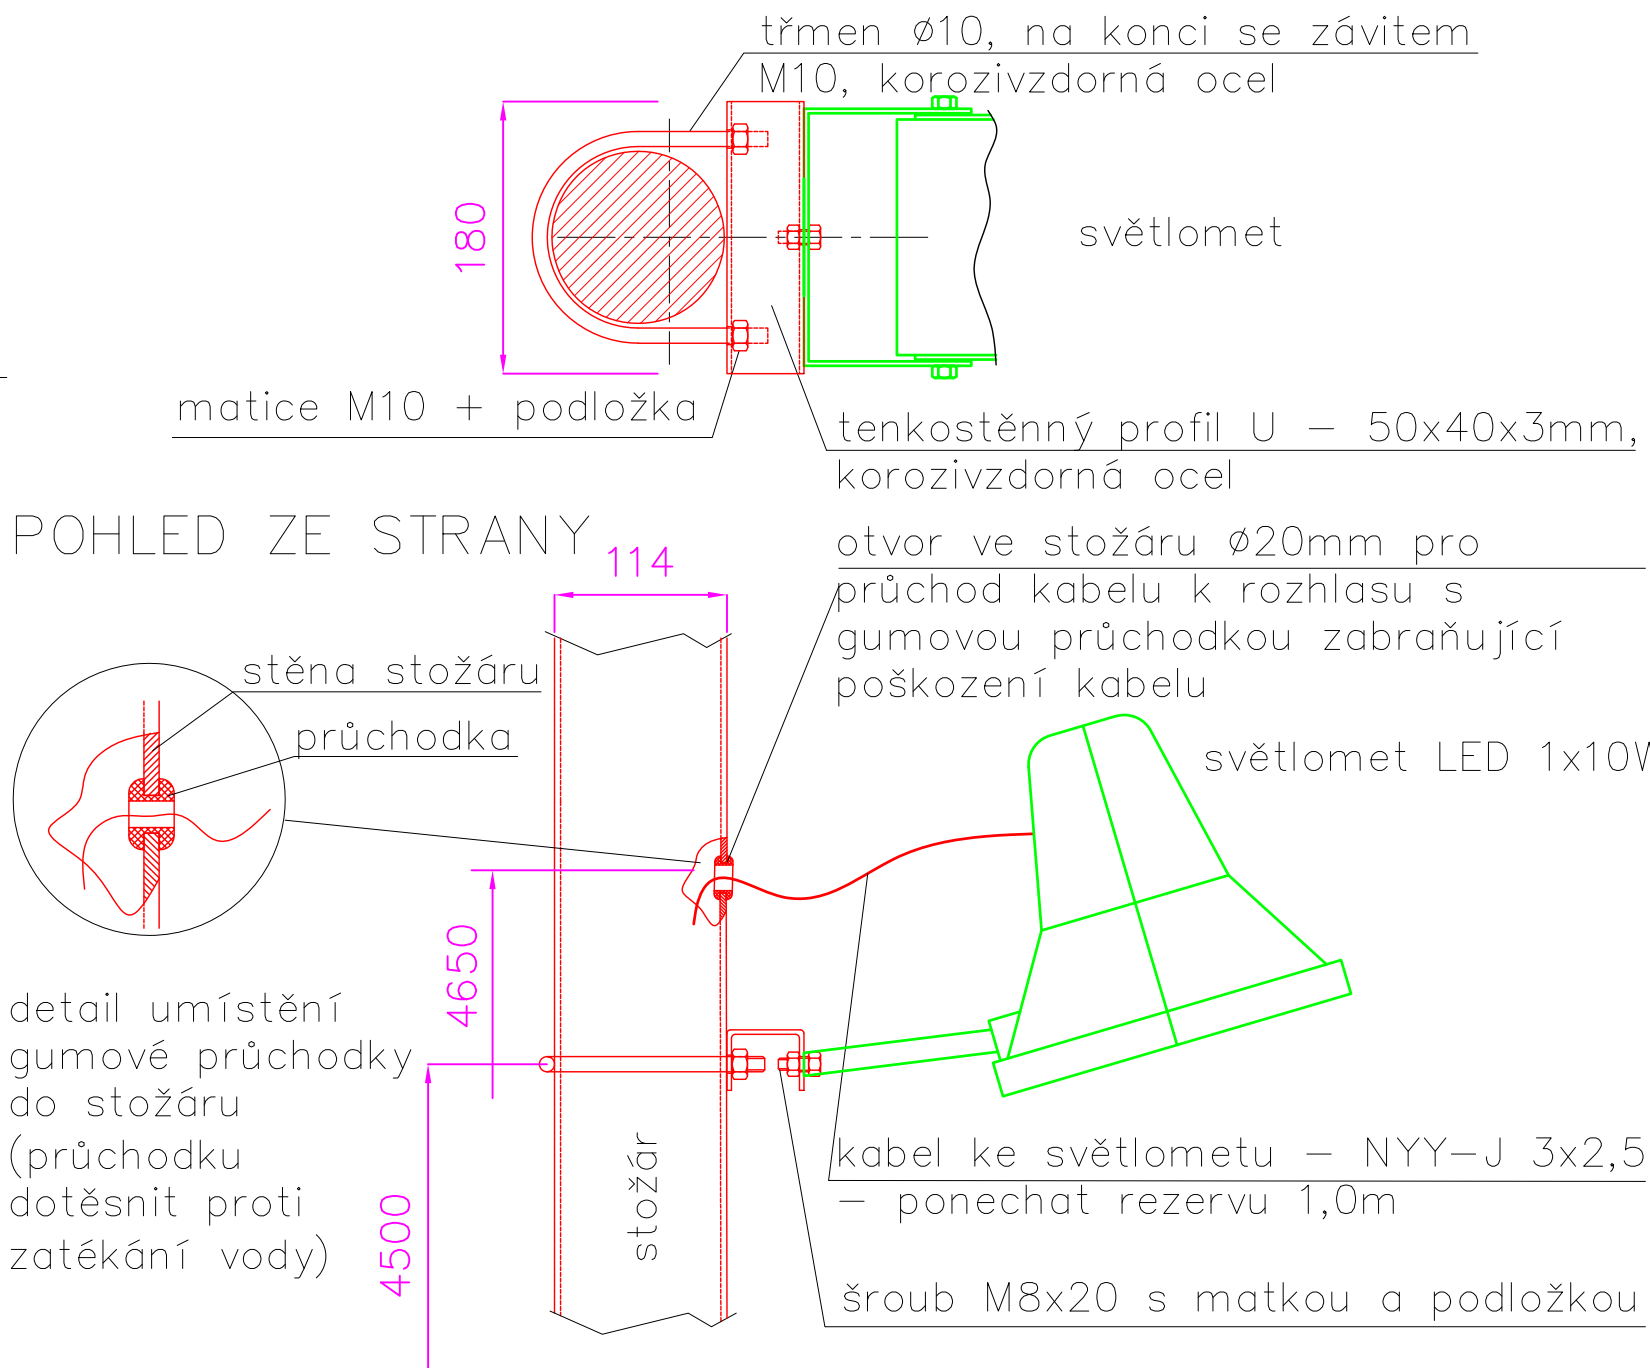 třmen ø10, na konci se závitem
M10, korozivzdorná ocel
180
světlomet
matice M10 + podložka
tenkostěnný profil U – 50x40x3mm,
korozivzdorná ocel
POHLED ZE STRANY
114
otvor ve stožáru ø20mm pro
průchod kabelu k rozhlasu s
gumovou průchodkou zabraňující
poškození kabelu
stěna stožáru
průchodka
světlomet LED 1x10W
4650
detail umístění
gumové průchodky
do stožáru
(průchodku
dotěsnit proti
zatékání vody)
stožár
4500
kabel ke světlometu – NYY–J 3x2,5
– ponechat rezervu 1,0m
šroub M8x20 s matkou a podložkou